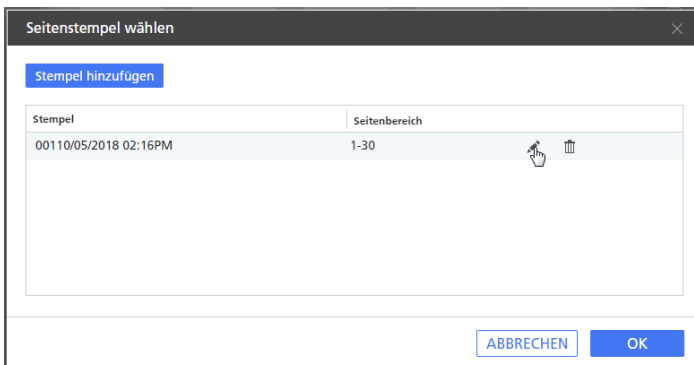 Seitenstempel wählen
Stempel hinzufügen
Stempel Seitenbereich
00110/05/2018 02:16PM 1-30
ABBRECHEN OK